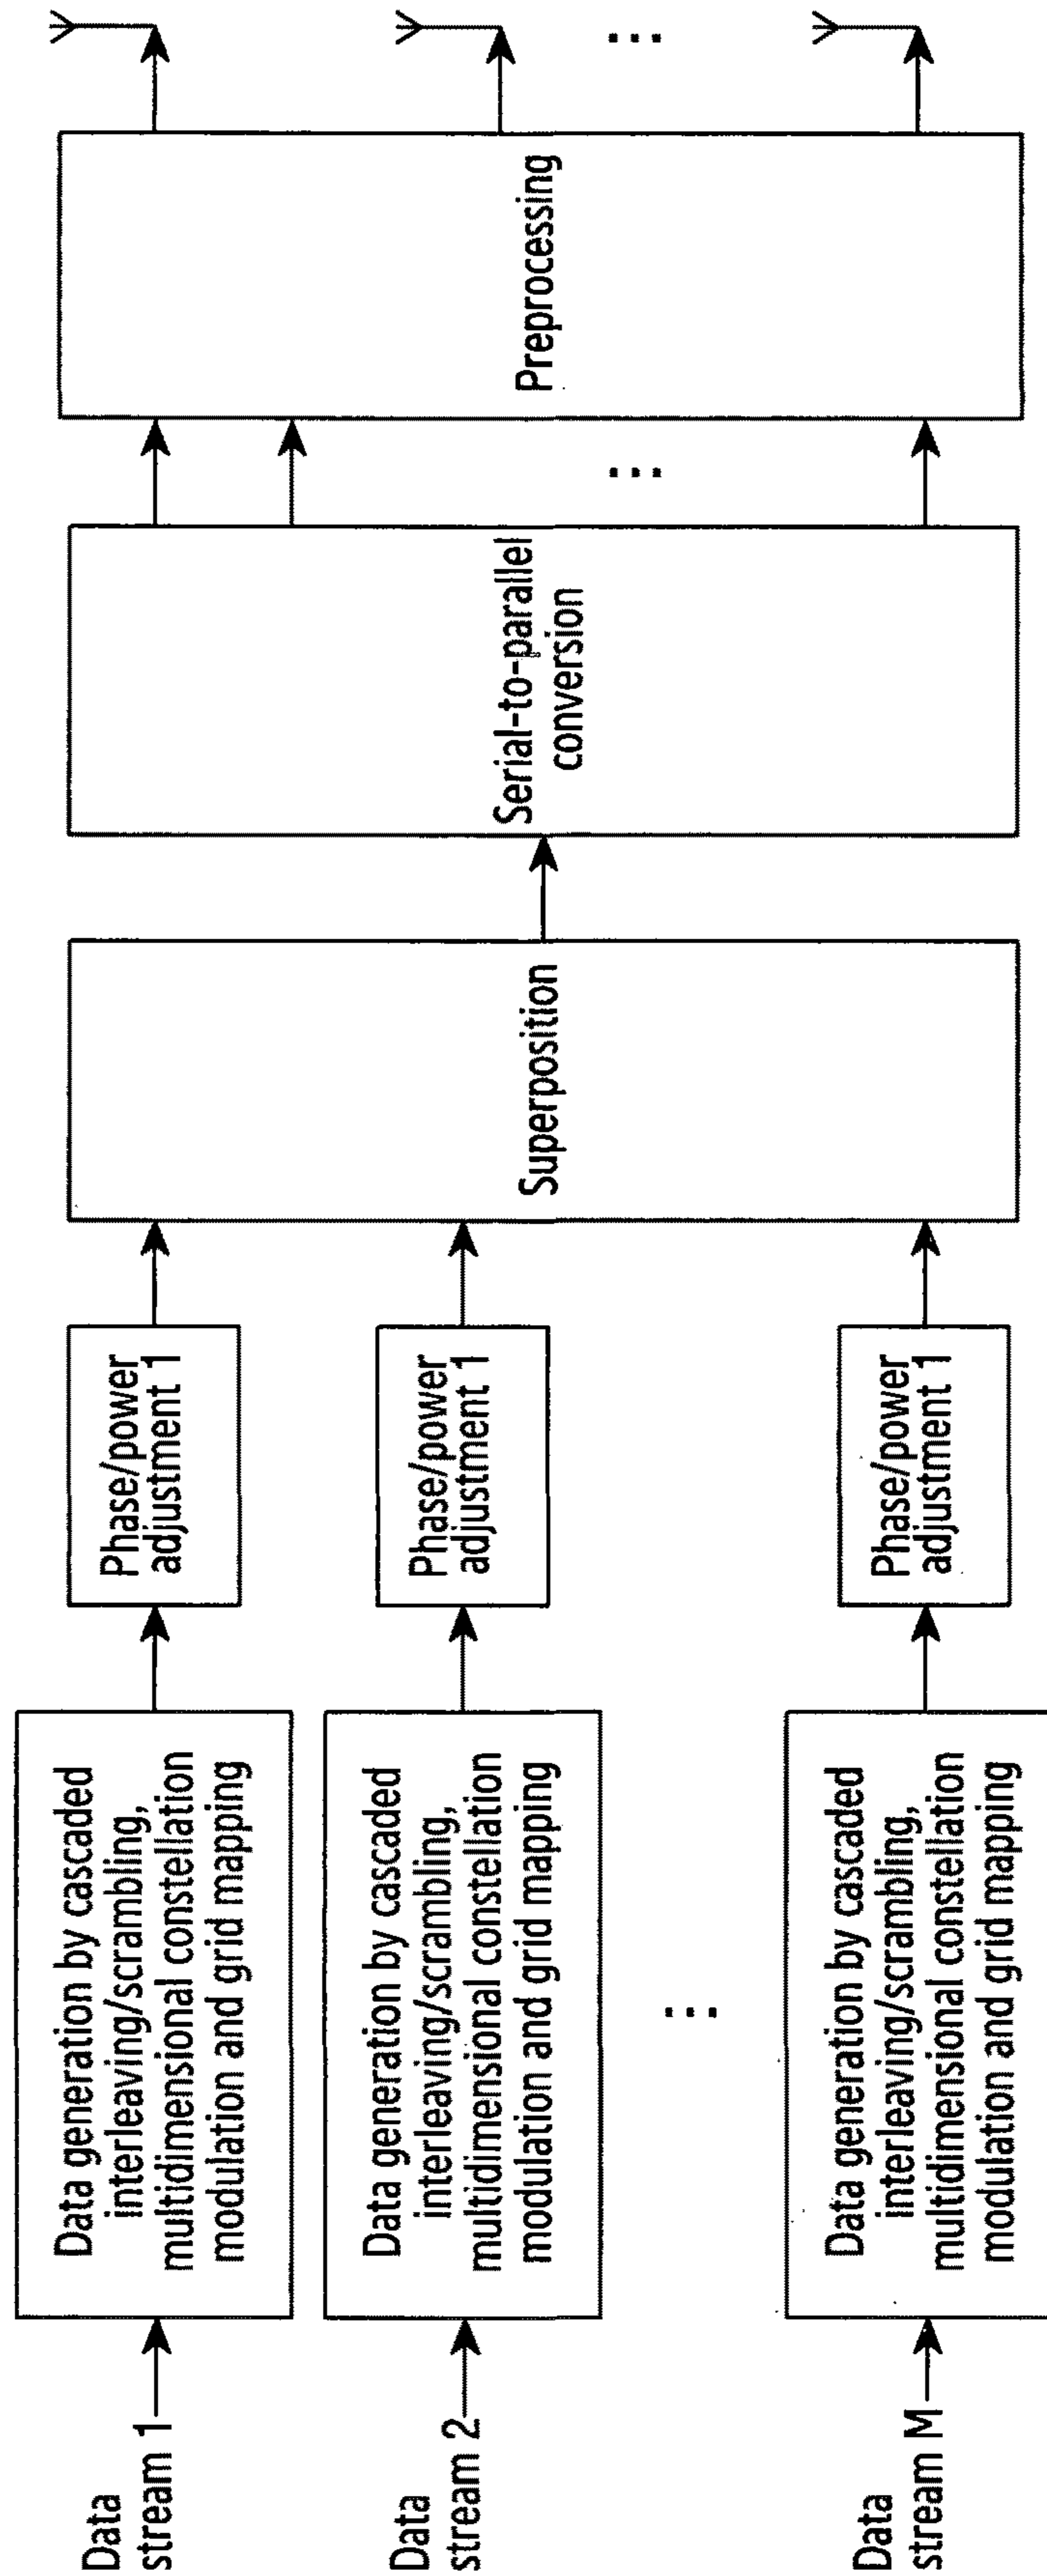 Data
stream 1
Data generation by cascaded
interleaving/scrambling,
multidimensional constellation
modulation and grid mapping
Phase/power
adjustment 1
Data
stream 2
Data generation by cascaded
interleaving/scrambling,
multidimensional constellation
modulation and grid mapping
Phase/power
adjustment 1
...
Data
stream M
Data generation by cascaded
interleaving/scrambling,
multidimensional constellation
modulation and grid mapping
Phase/power
adjustment 1
Superposition
Serial-to-parallel
conversion
...
Preprocessing
...